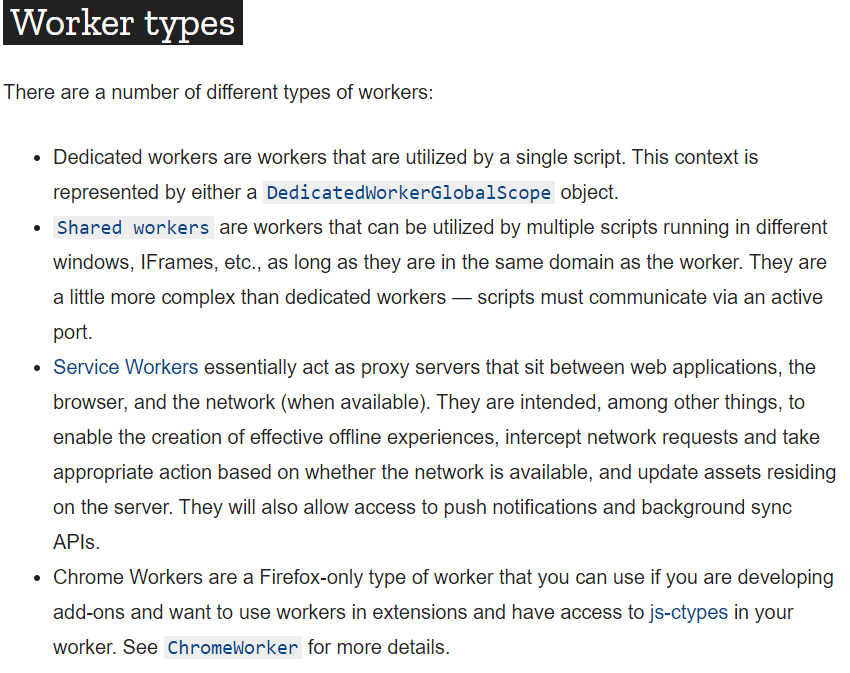 Worker types
There are a number of different types of workers:
Dedicated workers are workers that are utilized by a single script. This context is
represented by either a DedicatedWorkerGlobalScope object.
Shared workers are workers that can be utilized by multiple scripts running in different
windows, IFrames, etc., as long as they are in the same domain as the worker. They are
a little more complex than dedicated workers — scripts must communicate via an active
port.
Service Workers essentially act as proxy servers that sit between web applications, the
browser, and the network (when available). They are intended, among other things, to
enable the creation of effective offline experiences, intercept network requests and take
appropriate action based on whether the network is available, and update assets residing
on the server. They will also allow access to push notifications and background sync
APIs.
Chrome Workers are a Firefox-only type of worker that you can use if you are developing
add-ons and want to use workers in extensions and have access to js-ctypes in your
worker. See ChromeWorker for more details.